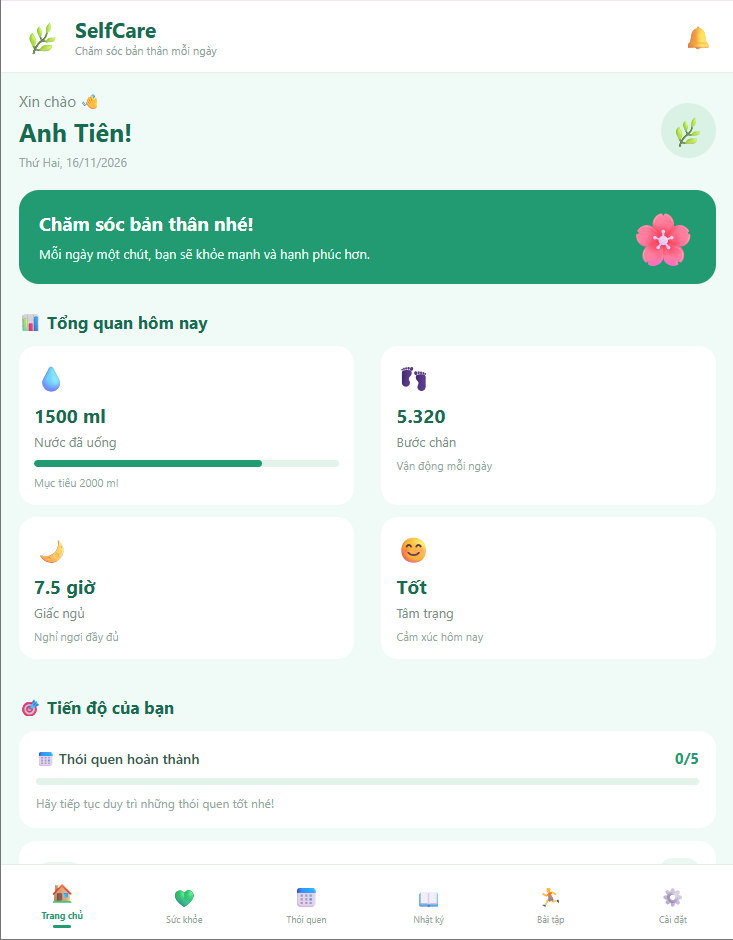 SelfCare
Chăm sóc bản thân mỗi ngày
Xin chào 👋
Anh Tiên!
Thứ Hai, 16/11/2026
Chăm sóc bản thân nhé!
Mỗi ngày một chút, bạn sẽ khỏe mạnh và hạnh phúc hơn.
Tổng quan hôm nay
1500 ml
Nước đã uống
Mục tiêu 2000 ml
5.320
Bước chân
Vận động mỗi ngày
7.5 giờ
Giấc ngủ
Nghỉ ngơi đầy đủ
Tốt
Tâm trạng
Cảm xúc hôm nay
Tiến độ của bạn
Thói quen hoàn thành 0/5
Hãy tiếp tục duy trì những thói quen tốt nhé!
Trang chủ Sức khỏe Thói quen Nhật ký Bài tập Cài đặt